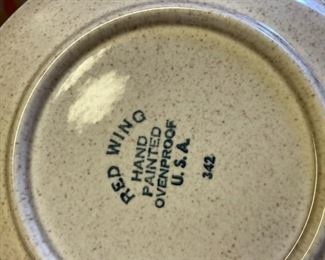 RED WING
HAND
PAINTED
OVENPROOF
U.S.A.
342